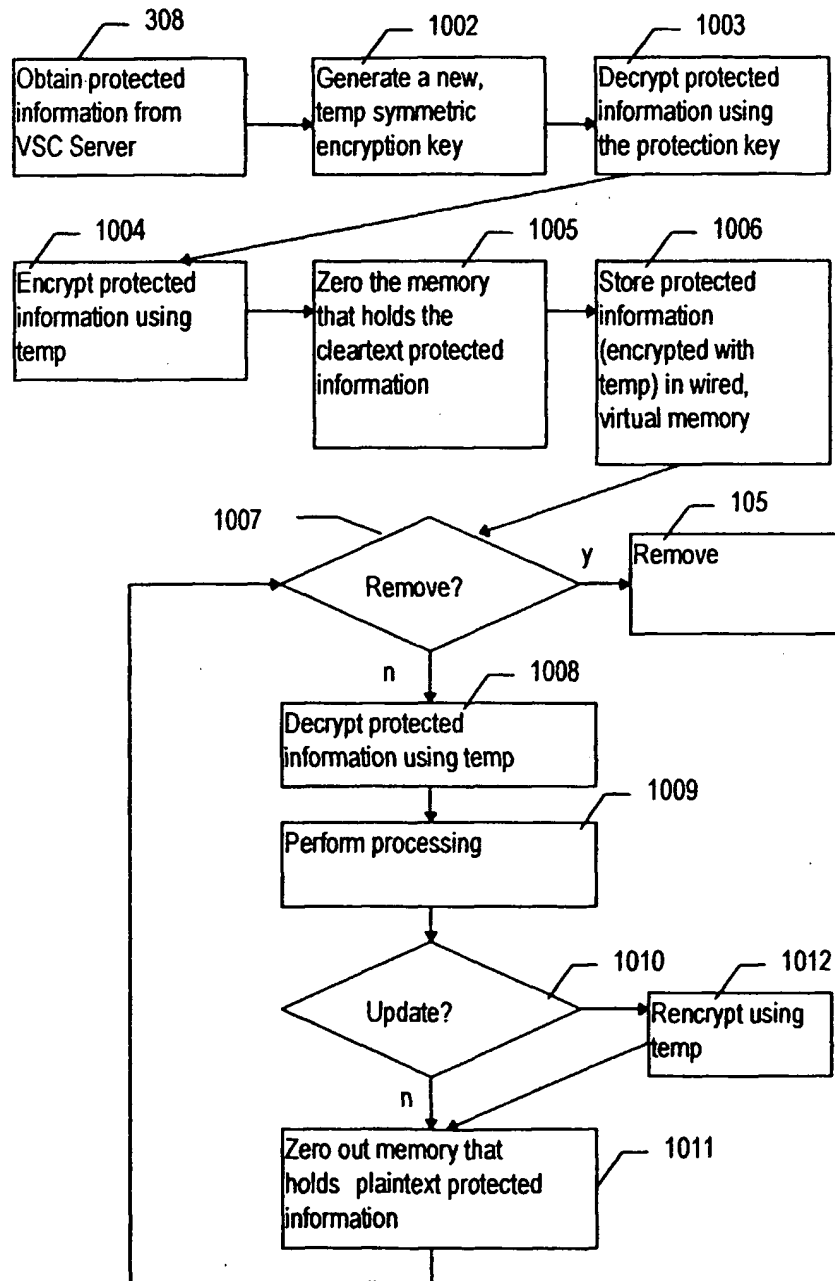 308
1002
1003
Obtain protected
information from
VSC Server
Generate a new,
temp symmetric
encryption key
Decrypt protected
information using
the protection key
1004
1005
1006
Encrypt protected
information using
temp
Zero the memory
that holds the
cleartext protected
information
Store protected
information
(encrypted with
temp) in wired,
virtual memory
1007
105
Remove?
y
Remove
n
1008
Decrypt protected
information using temp
1009
Perform processing
1010
1012
Update?
Rencrypt using
temp
n
1011
Zero out memory that
holds plaintext protected
information